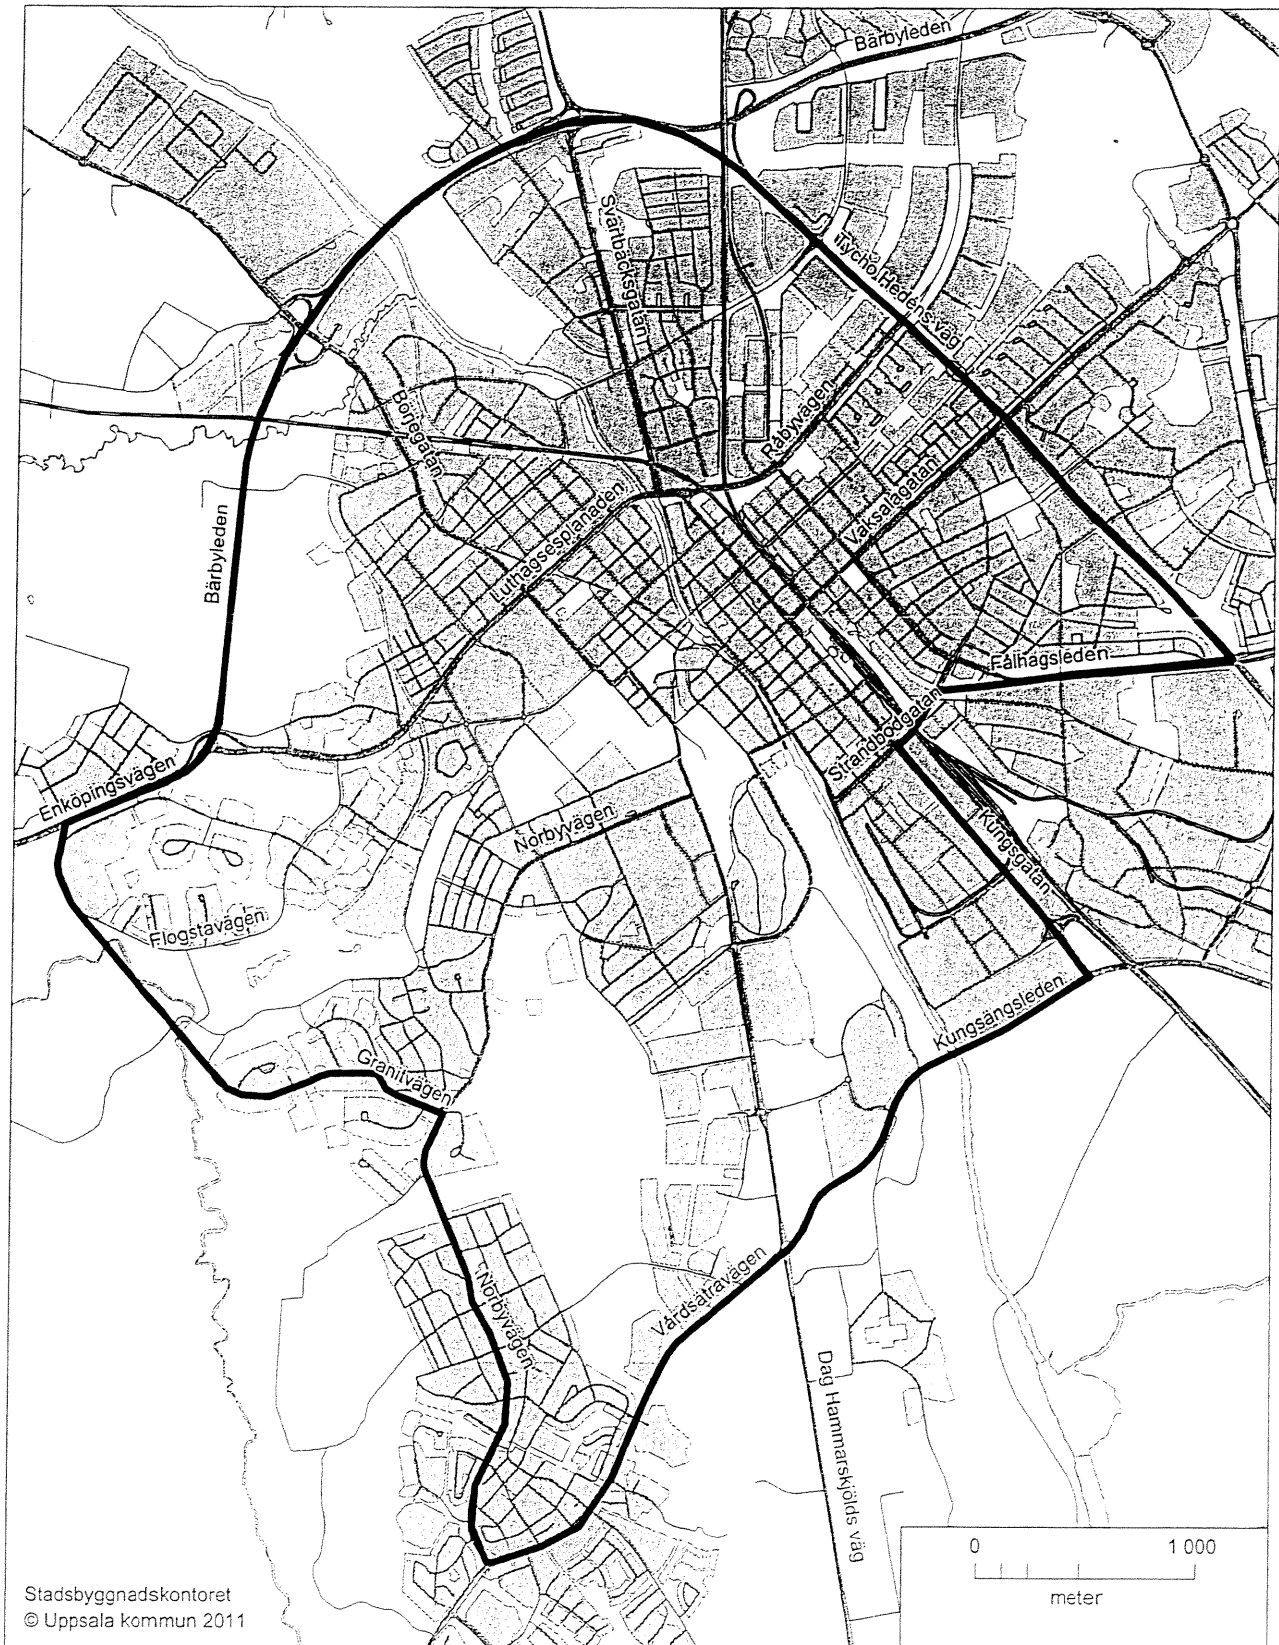 Bärbyleden
Svartbäcksgatan
Tycho Hedéns väg
Börjegatan
Råbyvägen
Vaksalagatan
Luthagsesplanaden
Bärbyleden
Fålhagsleden
Strandbodgatan
Enköpingsvägen
Norbyvägen
Kungsgatan
Flogstavägen
Kungsängsleden
Granitvägen
Vårdsätravägen
Norbyvägen
Dag Hammarskjölds väg
0 1 000
meter
Stadsbyggnadskontoret
© Uppsala kommun 2011